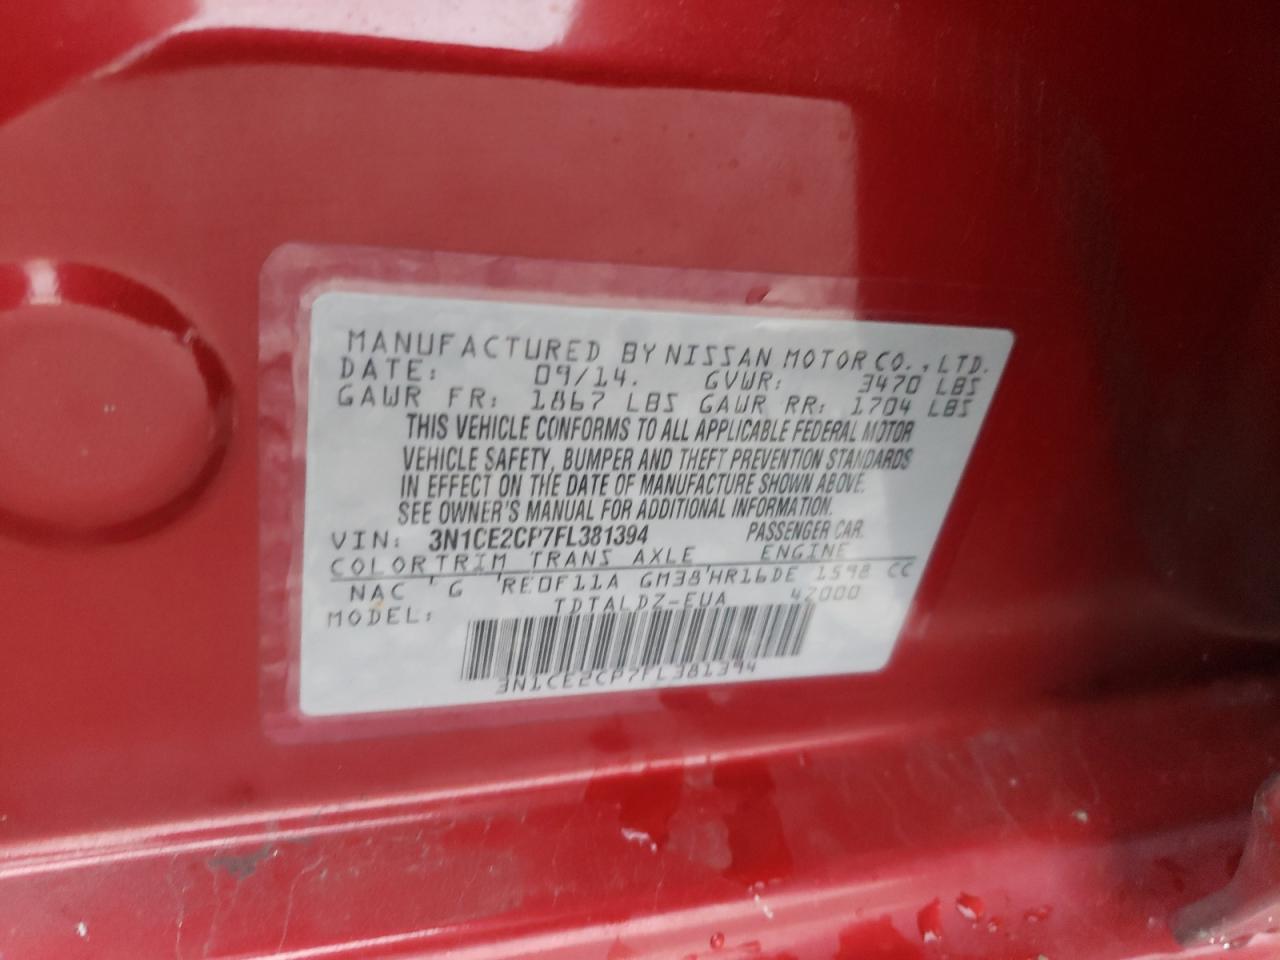 MANUFACTURED BY NISSAN MOTOR CO., LTD.
DATE: 09/14. GVWR: 3470 LBS
GAWR FR: 1867 LBS GAWR RR: 1704 LBS
THIS VEHICLE CONFORMS TO ALL APPLICABLE FEDERAL MOTOR
VEHICLE SAFETY, BUMPER AND THEFT PREVENTION STANDARDS
IN EFFECT ON THE DATE OF MANUFACTURE SHOWN ABOVE.
SEE OWNER'S MANUAL FOR ADDITIONAL INFORMATION.
VIN: 3N1CE2CP7FL381394 PASSENGER CAR.
COLOR TRIM TRANS AXLE ENGINE
NAC G RE0F11A GM38 HR16DE 1598 CC
MODEL: TDTALDZ-EUA 42000
3N1CE2CP7FL381394